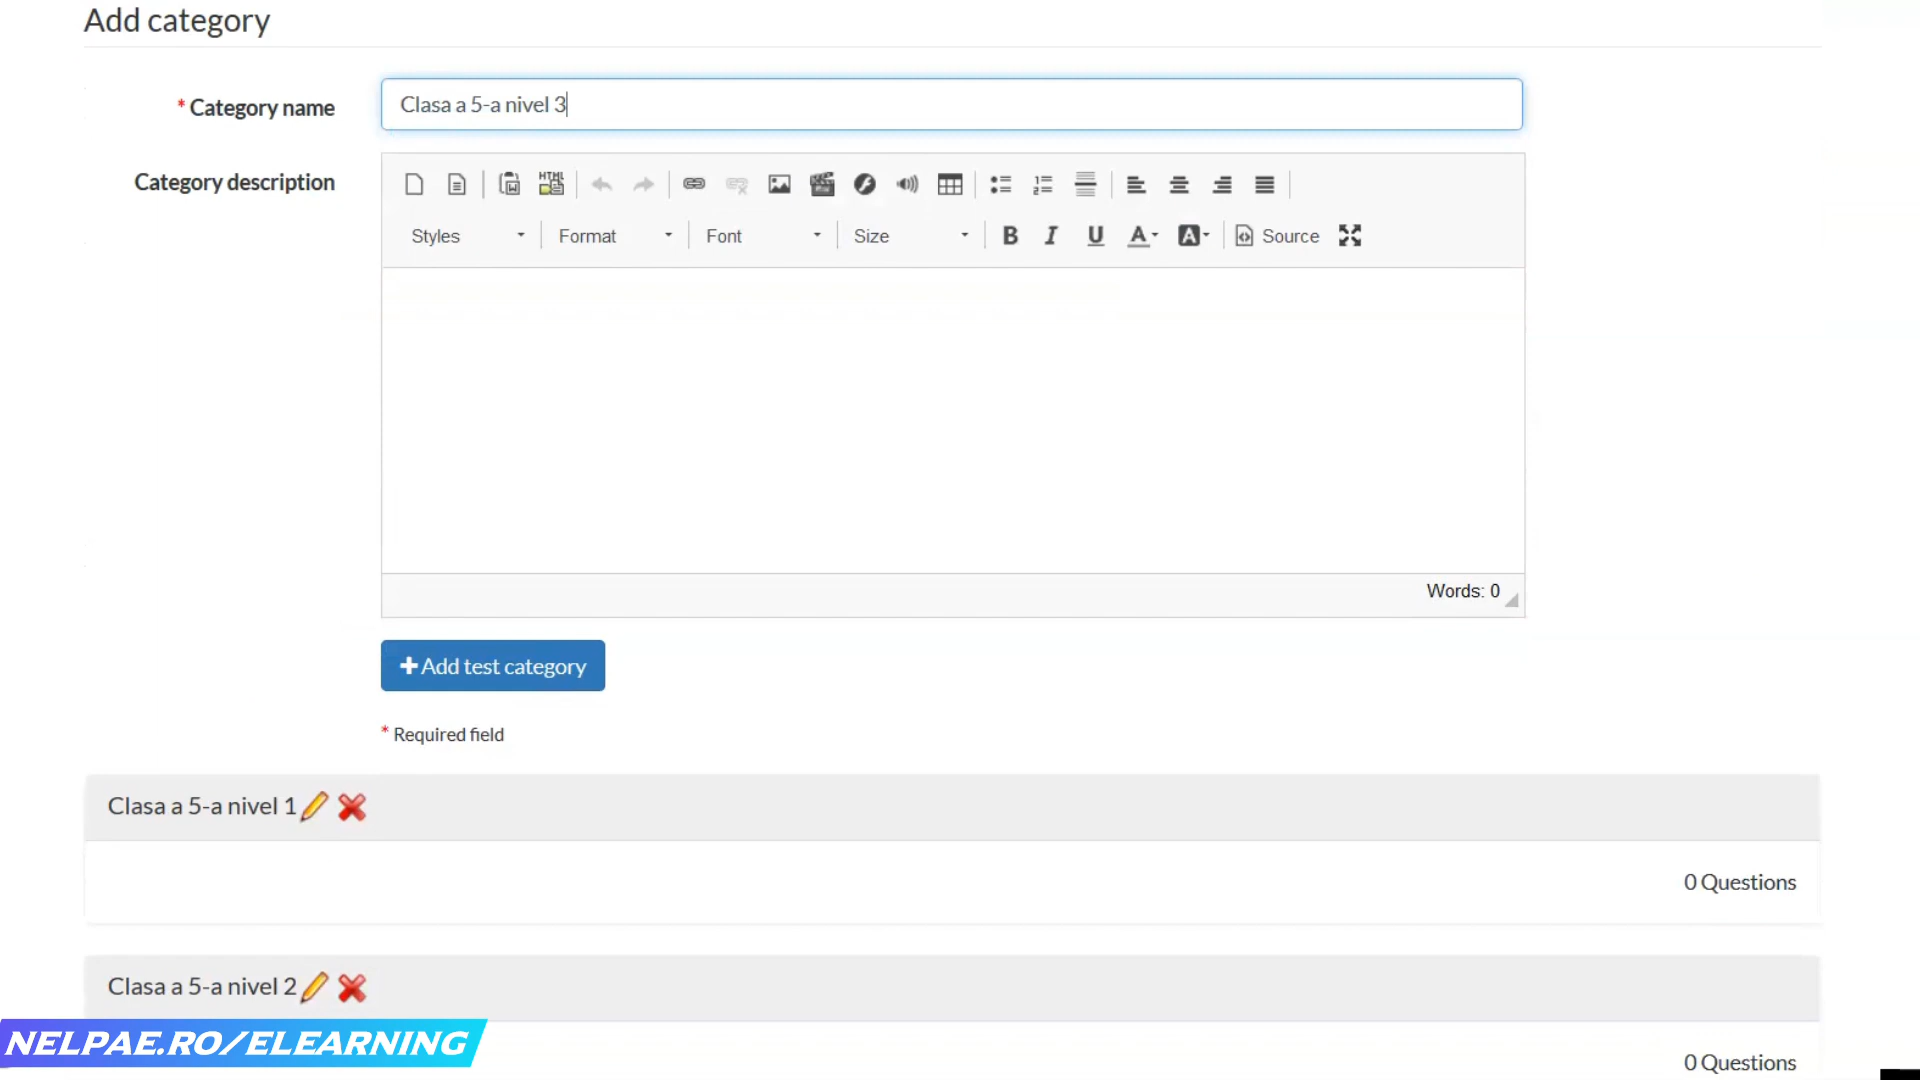 Add category
* Category name
Clasa a 5-a nivel 3
Category description
HTML
Styles Format Font Size B I U A A Source
Words: 0
Add test category
* Required field
Clasa a 5-a nivel 1
0 Questions
Clasa a 5-a nivel 2
NELPAE.RO/ELEARNING
0 Questions